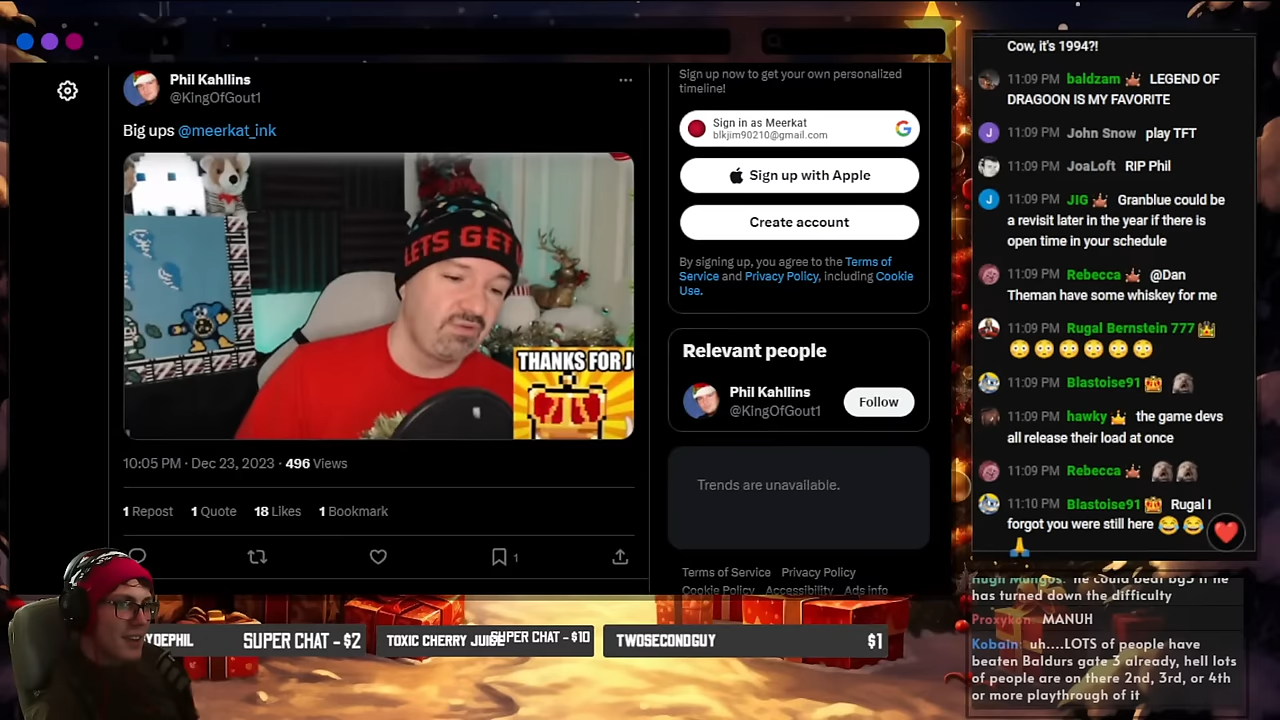 Phil Kahllins
@KingOfGout1
Big ups @meerkat_ink
LETS GET
THANKS FOR J
10:05 PM · Dec 23, 2023 · 496 Views
1 Repost 1 Quote 18 Likes 1 Bookmark
1
Sign up now to get your own personalized
timeline!
Sign in as Meerkat
blkjim90210@gmail.com
Sign up with Apple
Create account
By signing up, you agree to the Terms of
Service and Privacy Policy, including Cookie
Use.
Relevant people
Phil Kahllins
@KingOfGout1
Follow
Trends are unavailable.
Terms of Service Privacy Policy
Cookie Policy Accessibility Ads info
Cow, it's 1994?!
11:09 PM baldzam LEGEND OF
DRAGOON IS MY FAVORITE
J 11:09 PM John Snow play TFT
11:09 PM JoaLoft RIP Phil
J 11:09 PM JIG Granblue could be
a revisit later in the year if there is
open time in your schedule
11:09 PM Rebecca @Dan
Theman have some whiskey for me
11:09 PM Rugal Bernstein 777
😳😳😳😳😳😳
11:09 PM Blastoise91
11:09 PM hawky the game devs
all release their load at once
11:09 PM Rebecca
11:10 PM Blastoise91 Rugal I
forgot you were still here 😂😂
🙏
Hugh Mungos: he could beat bg3 if he
has turned down the difficulty
Proxykon: MANUH
Kobain: uh....LOTS of people have
beaten Baldurs gate 3 already, hell lots
of people are on there 2nd, 3rd, or 4th
or more playthrough of it
YDEPHIL SUPER CHAT - $2
TOXIC CHERRY JUICE SUPER CHAT - $10
TWOSECONDGUY $1